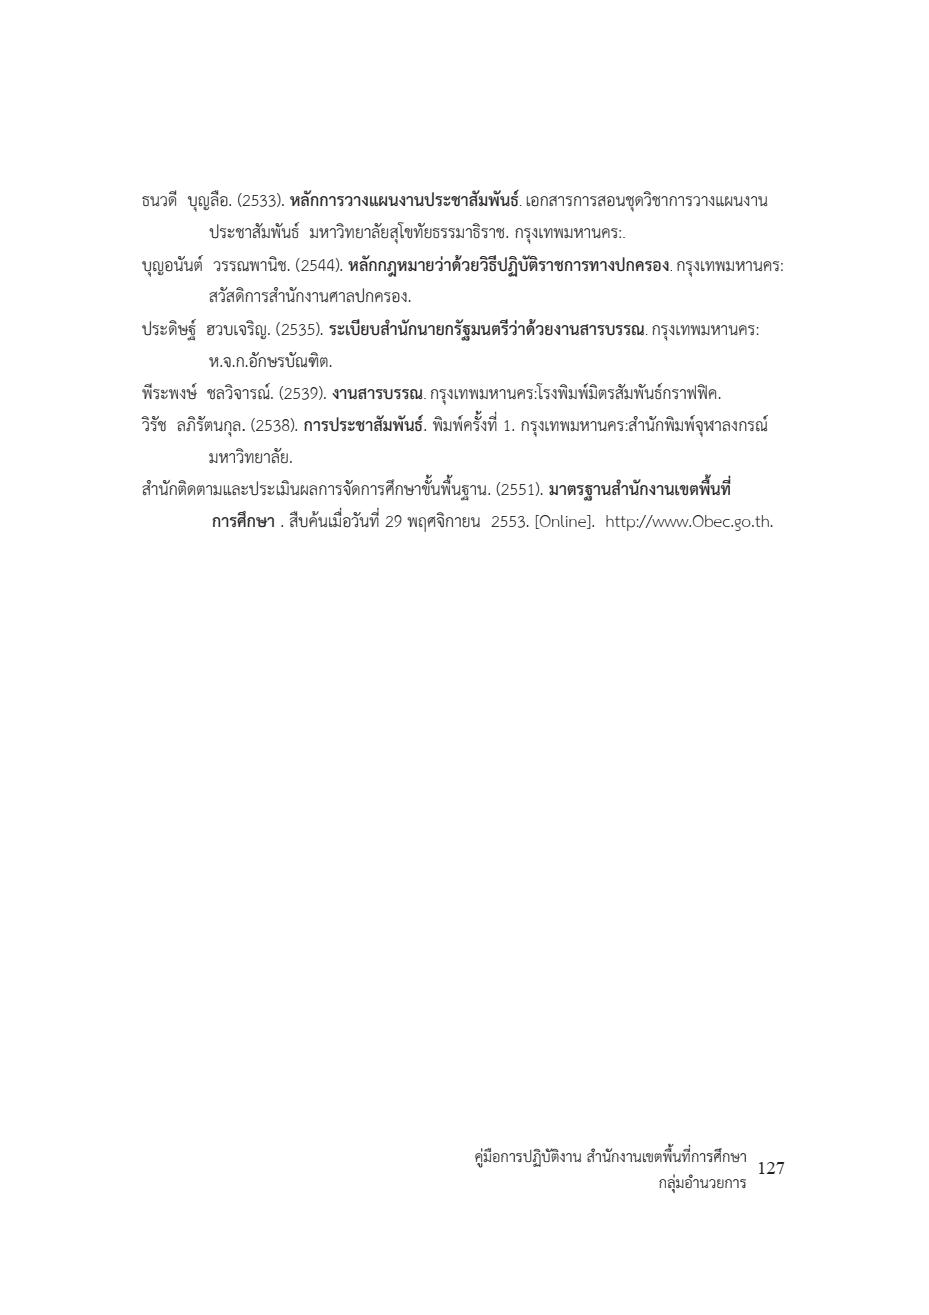 ธนวดี  บุญลือ. (2533). หลักการวางแผนงานประชาสัมพันธ์. เอกสารการสอนชุดวิชาการวางแผนงาน
ประชาสัมพันธ์  มหาวิทยาลัยสุโขทัยธรรมาธิราช. กรุงเทพมหานคร:.
บุญอนันต์  วรรณพานิช. (2544). หลักกฎหมายว่าด้วยวิธีปฏิบัติราชการทางปกครอง. กรุงเทพมหานคร:
สวัสดิการสำนักงานศาลปกครอง.
ประดิษฐ์  ฮวบเจริญ. (2535). ระเบียบสำนักนายกรัฐมนตรีว่าด้วยงานสารบรรณ. กรุงเทพมหานคร:
ห.จ.ก.อักษรบัณฑิต.
พีระพงษ์  ชลวิจารณ์. (2539). งานสารบรรณ. กรุงเทพมหานคร:โรงพิมพ์มิตรสัมพันธ์กราฟฟิค.
วิรัช  ลภิรัตนกุล. (2538). การประชาสัมพันธ์. พิมพ์ครั้งที่ 1. กรุงเทพมหานคร:สำนักพิมพ์จุฬาลงกรณ์
มหาวิทยาลัย.
สำนักติดตามและประเมินผลการจัดการศึกษาขั้นพื้นฐาน. (2551). มาตรฐานสำนักงานเขตพื้นที่
การศึกษา . สืบค้นเมื่อวันที่ 29 พฤศจิกายน  2553. [Online].  http://www.Obec.go.th.
คู่มือการปฏิบัติงาน สำนักงานเขตพื้นที่การศึกษา
127
กลุ่มอำนวยการ